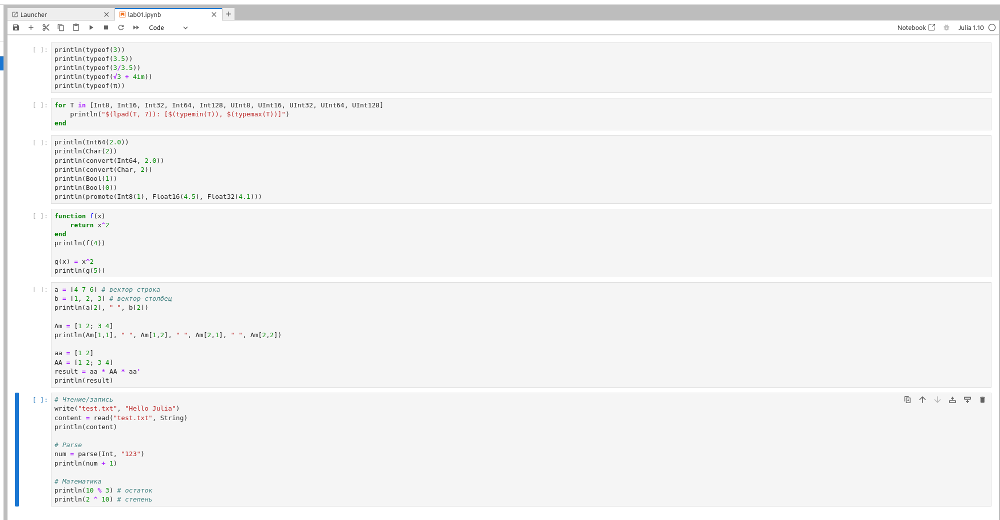 Launcher
lab01.ipynb
Code
Notebook
Julia 1.10
[ ]:
println(typeof(3))
println(typeof(3.5))
println(typeof(3/3.5))
println(typeof(√3 + 4im))
println(typeof(π))
[ ]:
for T in [Int8, Int16, Int32, Int64, Int128, UInt8, UInt16, UInt32, UInt64, UInt128]
    println("$(lpad(T, 7)): [$(typemin(T)), $(typemax(T))]")
end
[ ]:
println(Int64(2.0))
println(Char(2))
println(convert(Int64, 2.0))
println(convert(Char, 2))
println(Bool(1))
println(Bool(0))
println(promote(Int8(1), Float16(4.5), Float32(4.1)))
[ ]:
function f(x)
    return x^2
end
println(f(4))

g(x) = x^2
println(g(5))
[ ]:
a = [4 7 6] # вектор-строка
b = [1, 2, 3] # вектор-столбец
println(a[2], " ", b[2])

Am = [1 2; 3 4]
println(Am[1,1], " ", Am[1,2], " ", Am[2,1], " ", Am[2,2])

aa = [1 2]
AA = [1 2; 3 4]
result = aa * AA * aa'
println(result)
[ ]:
# Чтение/запись
write("test.txt", "Hello Julia")
content = read("test.txt", String)
println(content)

# Parse
num = parse(Int, "123")
println(num + 1)

# Математика
println(10 % 3) # остаток
println(2 ^ 10) # степень